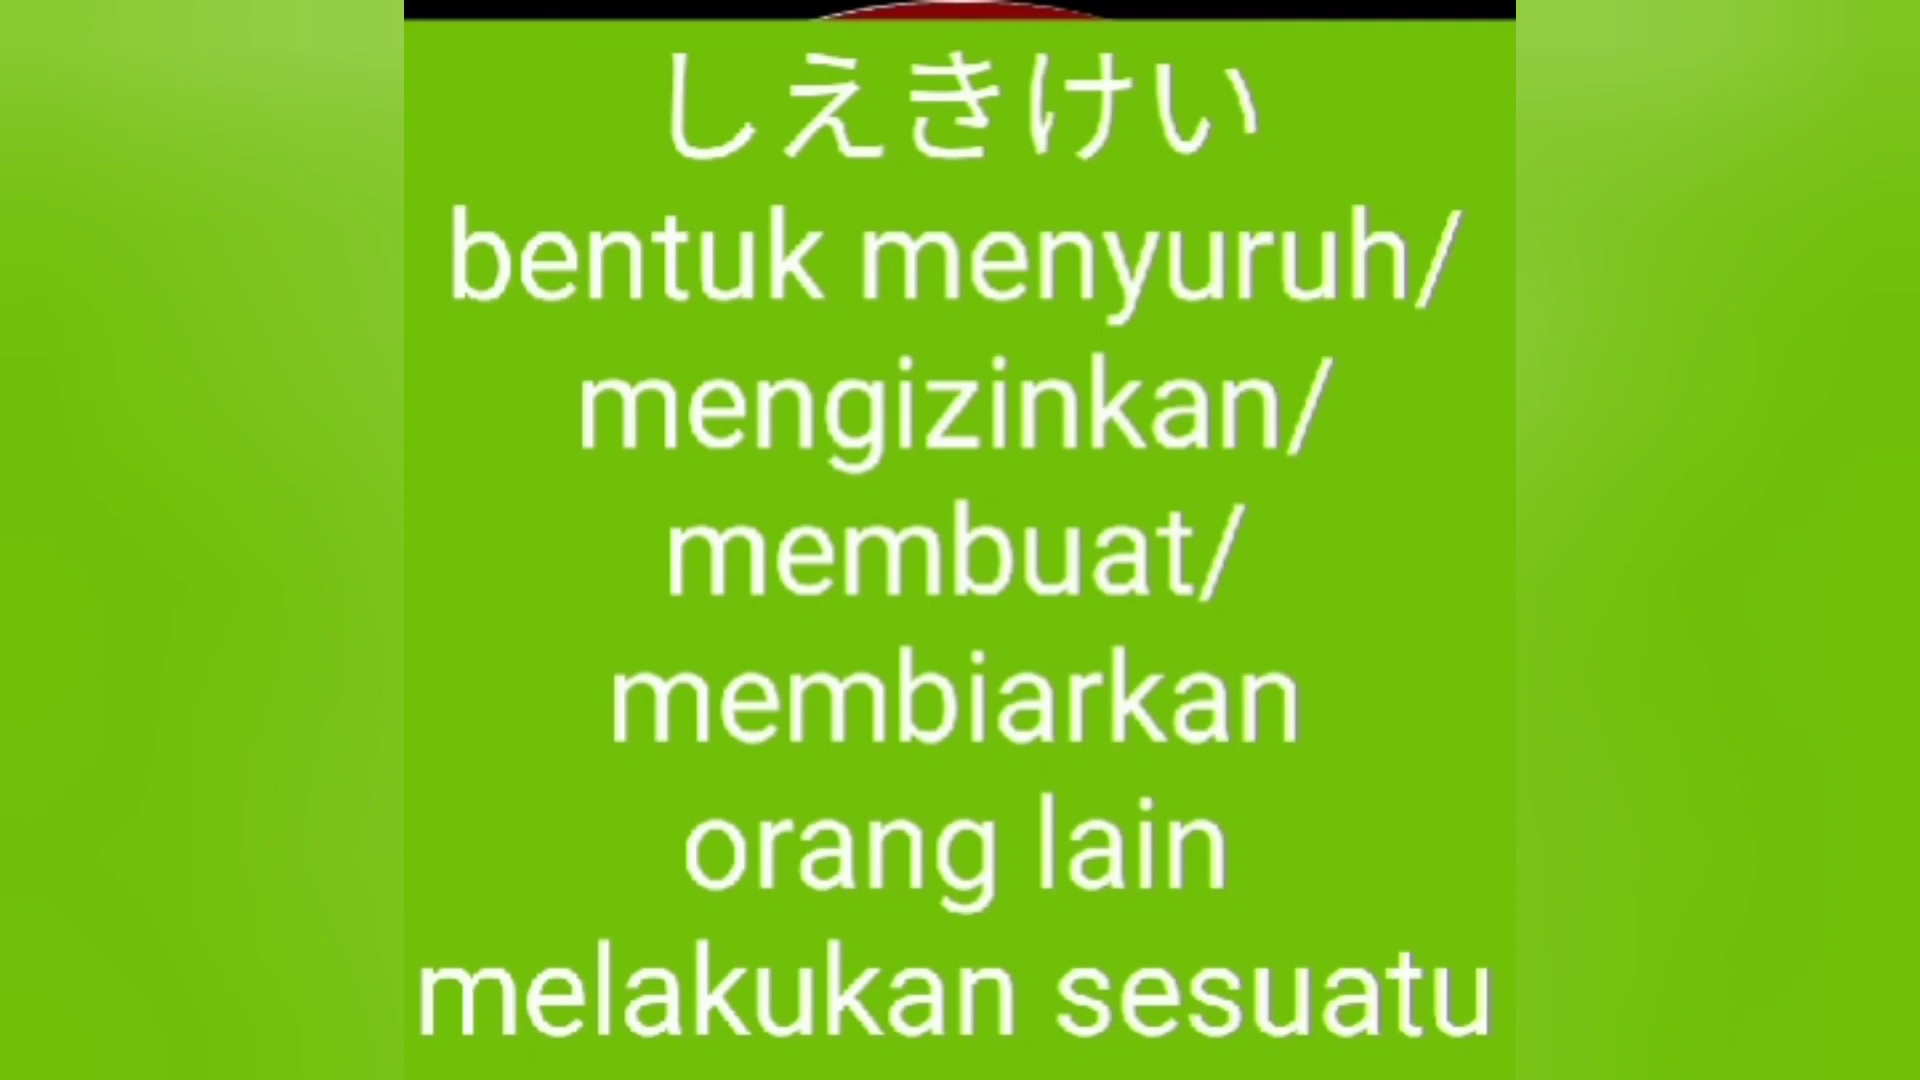 しえきけい
bentuk menyuruh/
mengizinkan/
membuat/
membiarkan
orang lain
melakukan sesuatu